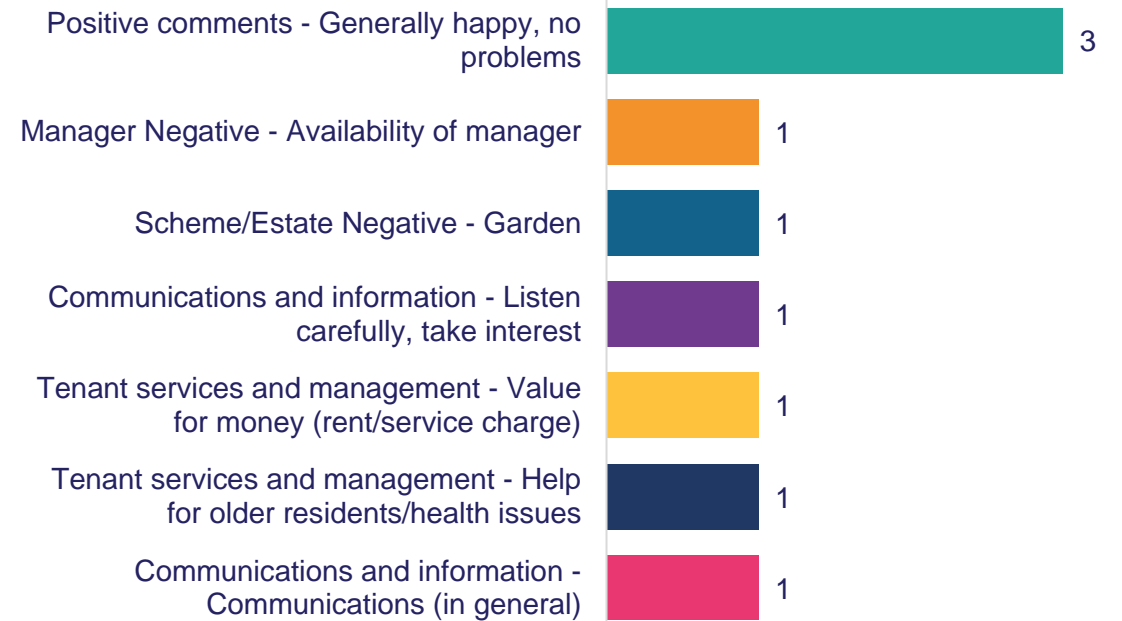 Positive comments - Generally happy, no
problems
3
Manager Negative - Availability of manager
1
Scheme/Estate Negative - Garden
1
Communications and information - Listen
carefully, take interest
1
Tenant services and management - Value
for money (rent/service charge)
1
Tenant services and management - Help
for older residents/health issues
1
Communications and information -
Communications (in general)
1